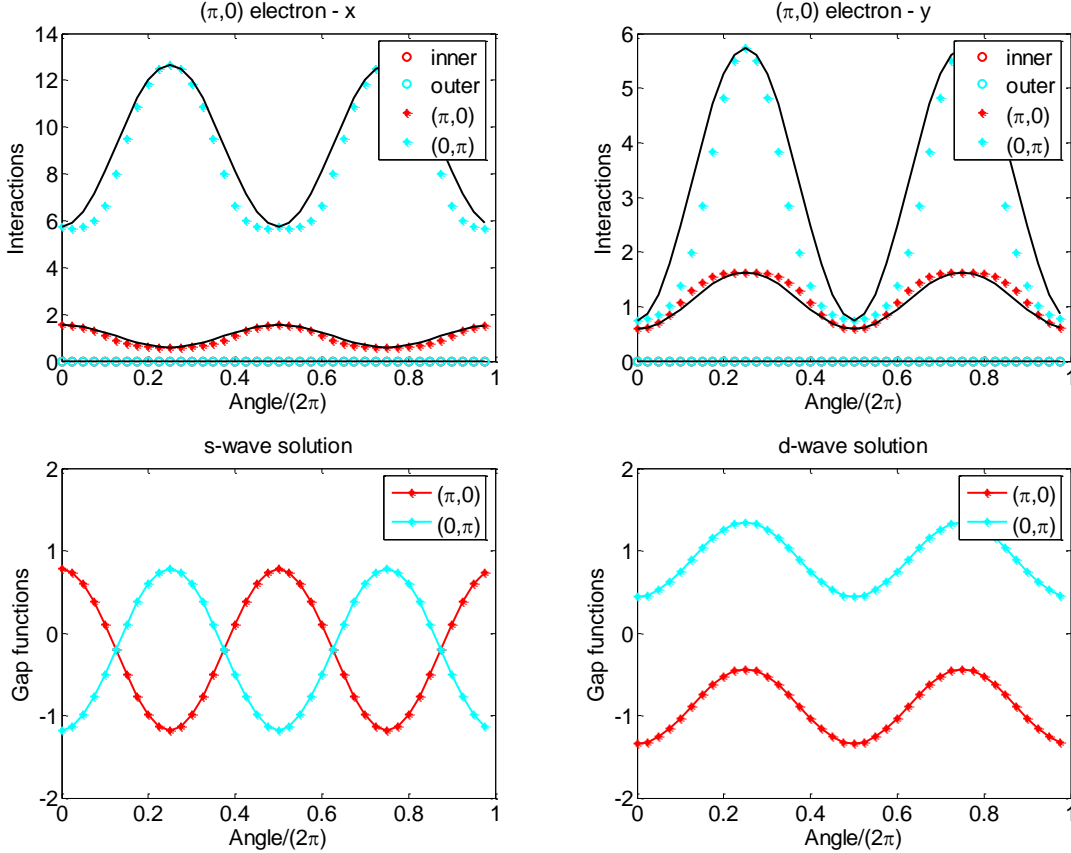 (π,0) electron - x
14
12
10
8
6
4
2
0
Interactions
0
0.2
0.4
0.6
0.8
1
Angle/(2π)
inner
outer
(π,0)
(0,π)
(π,0) electron - y
6
5
4
3
2
1
0
Interactions
0
0.2
0.4
0.6
0.8
1
Angle/(2π)
inner
outer
(π,0)
(0,π)
s-wave solution
2
1
0
-1
-2
Gap functions
0
0.2
0.4
0.6
0.8
1
Angle/(2π)
(π,0)
(0,π)
d-wave solution
2
1
0
-1
-2
Gap functions
0
0.2
0.4
0.6
0.8
1
Angle/(2π)
(π,0)
(0,π)